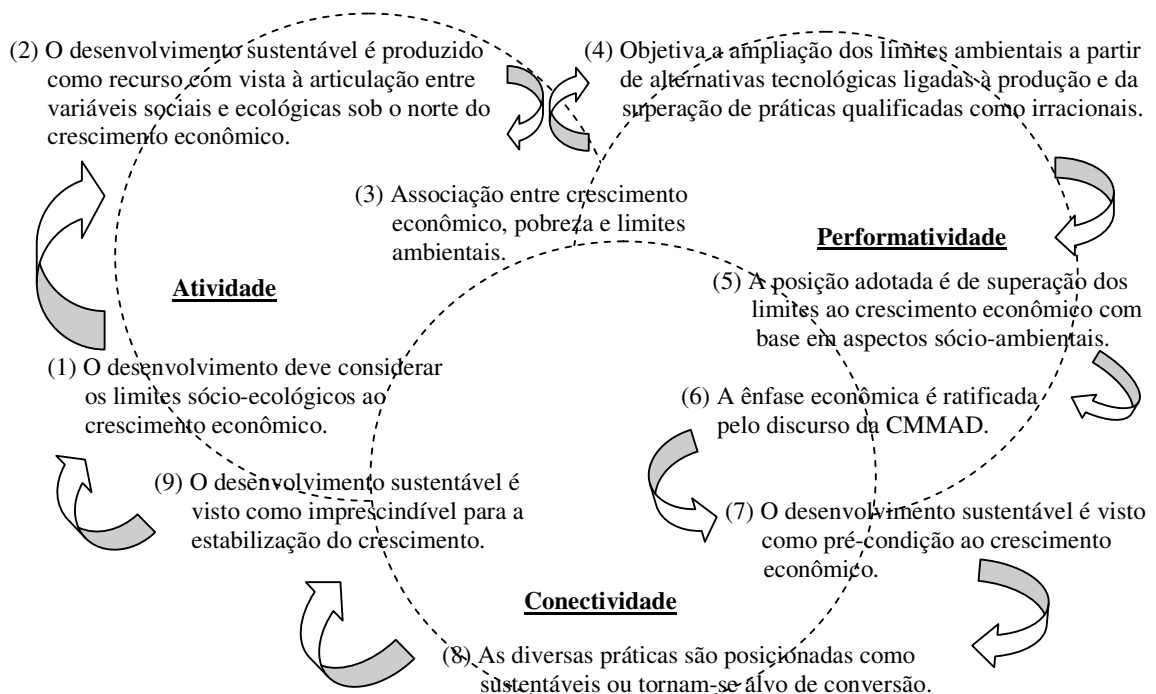 (2) O desenvolvimento sustentável é produzido
como recurso com vista à articulação entre
variáveis sociais e ecológicas sob o norte do
crescimento econômico.
(4) Objetiva a ampliação dos limites ambientais a partir
de alternativas tecnológicas ligadas à produção e da
superação de práticas qualificadas como irracionais.
(3) Associação entre crescimento
econômico, pobreza e limites
ambientais.
Performatividade
Atividade
(5) A posição adotada é de superação dos
limites ao crescimento econômico com
base em aspectos sócio-ambientais.
(1) O desenvolvimento deve considerar
os limites sócio-ecológicos ao
crescimento econômico.
(6) A ênfase econômica é ratificada
pelo discurso da CMMAD.
(9) O desenvolvimento sustentável é
visto como imprescindível para a
estabilização do crescimento.
(7) O desenvolvimento sustentável é visto
como pré-condição ao crescimento
econômico.
Conectividade
(8) As diversas práticas são posicionadas como
sustentáveis ou tornam-se alvo de conversão.